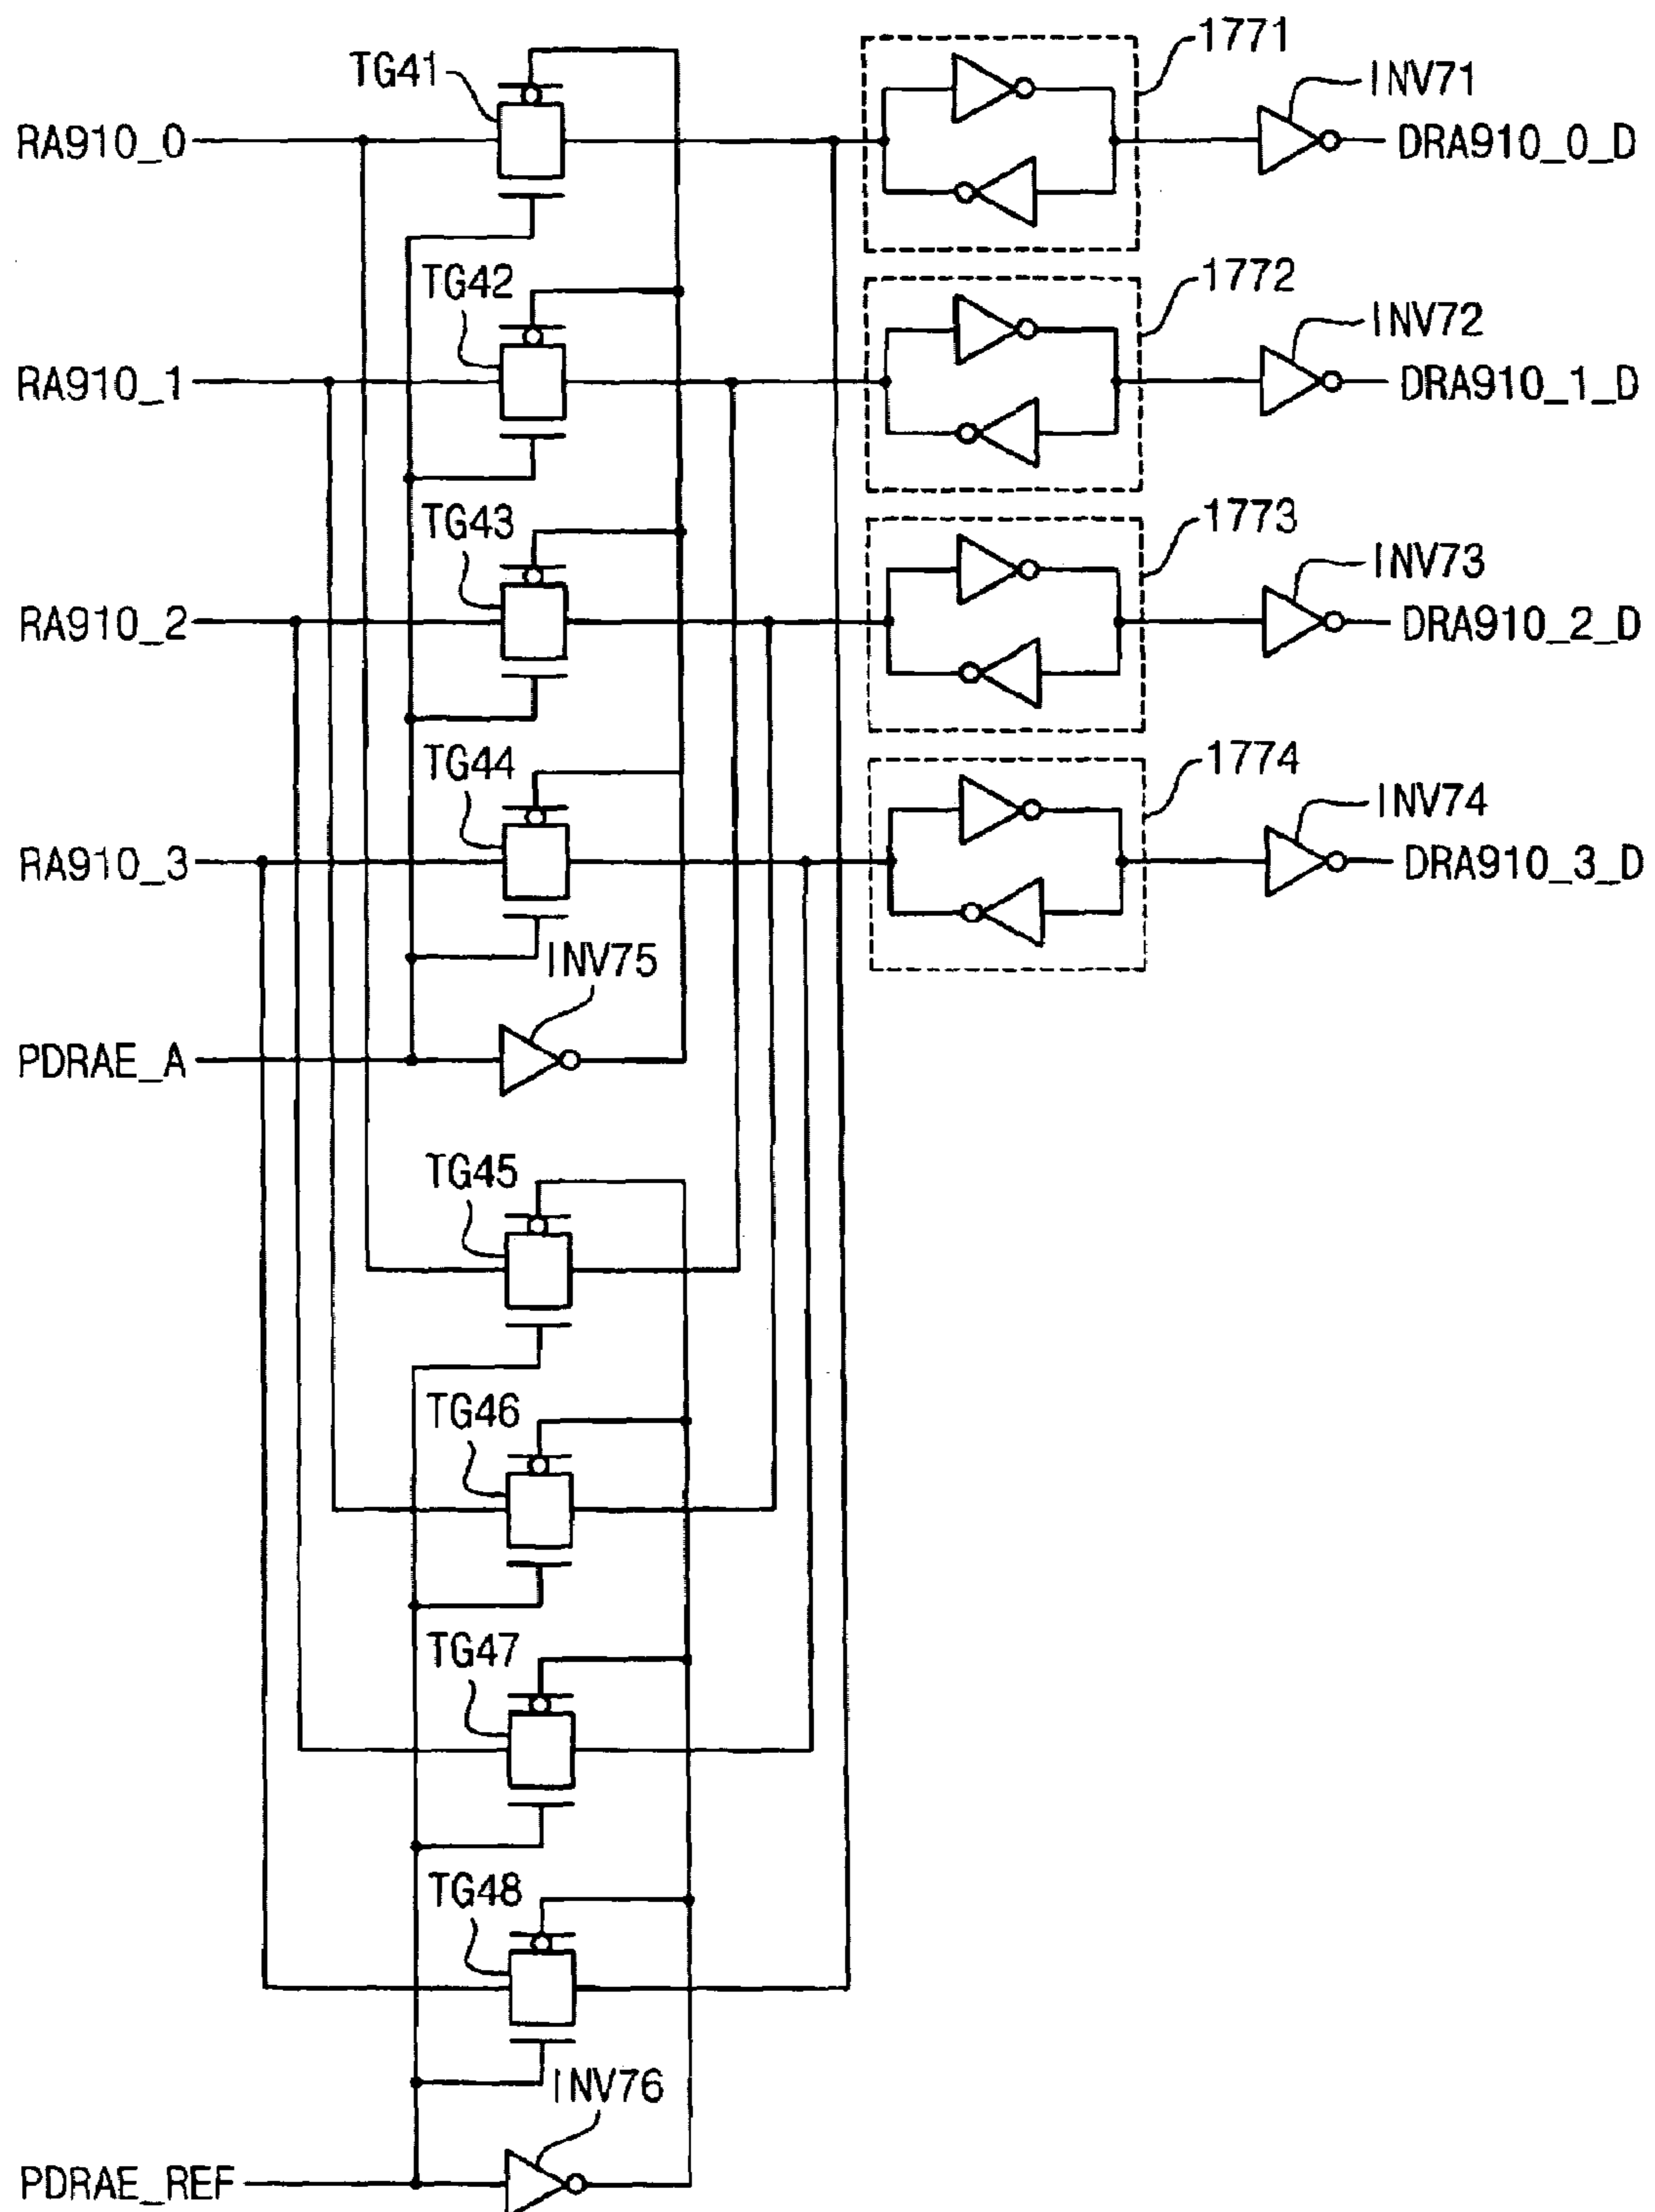 1771
TG41
INV71
RA910_0
DRA910_0_D
1772
TG42
INV72
RA910_1
DRA910_1_D
1773
TG43
INV73
RA910_2
DRA910_2_D
1774
TG44
INV74
RA910_3
DRA910_3_D
INV75
PDRAE_A
TG45
TG46
TG47
TG48
INV76
PDRAE_REF